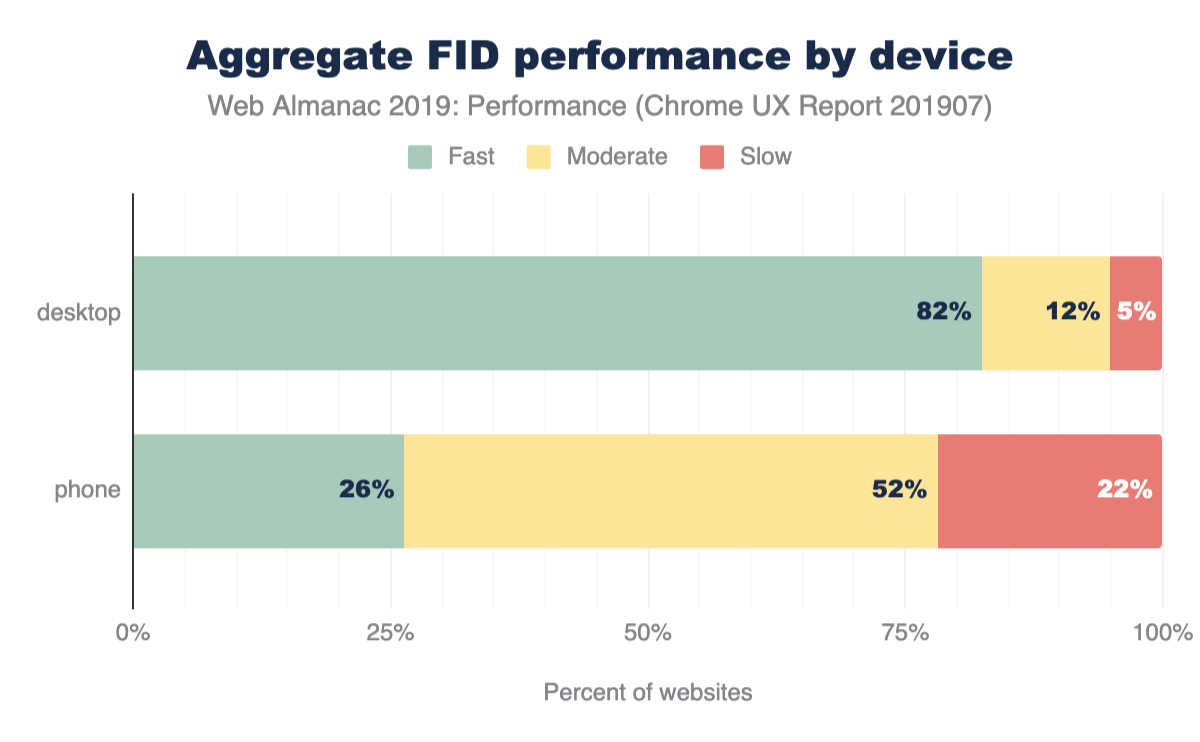 Aggregate FID performance by device
Web Almanac 2019: Performance (Chrome UX Report 201907)
Fast Moderate Slow
desktop 82% 12% 5%
phone 26% 52% 22%
0% 25% 50% 75% 100%
Percent of websites